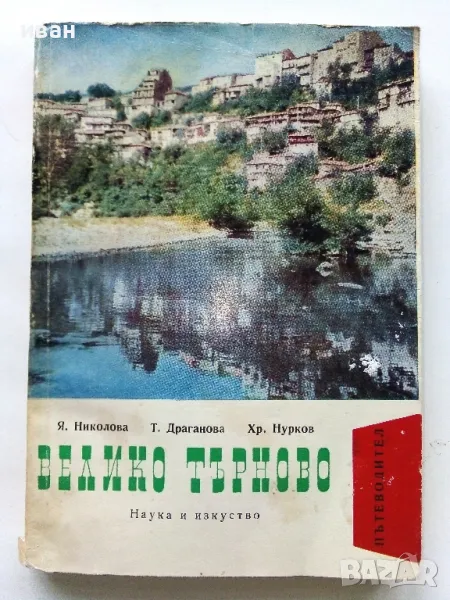 иван
Я. Николова Т. Драганова Хр. Нурков
ВЕЛИКО ТЪРНОВО
ПЪТЕВОДИТЕЛ
Наука и изкуство
BAZAR